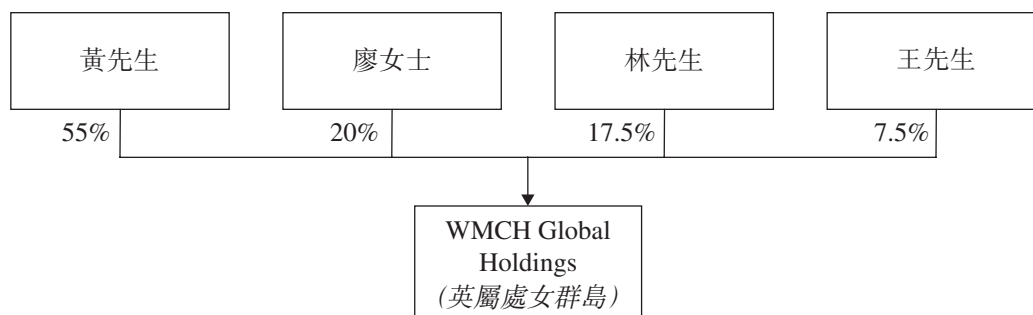 黃先生
廖女士
林先生
王先生
55%
20%
17.5%
7.5%
WMCH Global
Holdings
(英屬處女群島)